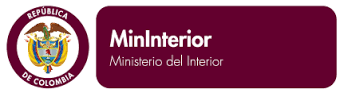 REPÚBLICA
DE COLOMBIA
MinInterior
Ministerio del Interior